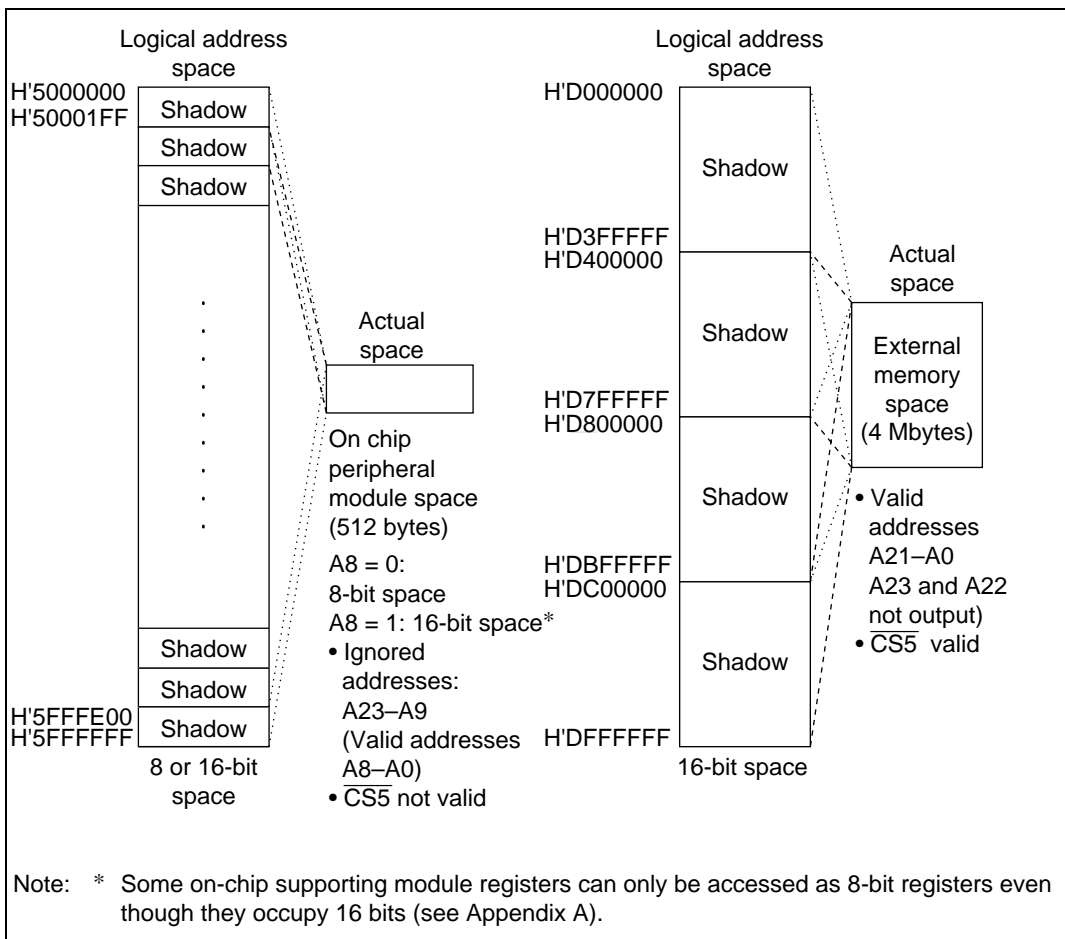 Logical address
space
H'5000000
H'50001FF
Shadow
Shadow
Shadow
Shadow
Shadow
H'5FFFE00
H'5FFFFFF
Shadow
8 or 16-bit
space
Actual
space
On chip
peripheral
module space
(512 bytes)
A8 = 0:
8-bit space
A8 = 1: 16-bit space*
• Ignored
addresses:
A23–A9
(Valid addresses
A8–A0)
• CS5 not valid
Logical address
space
H'D000000
Shadow
H'D3FFFFF
H'D400000
Shadow
H'D7FFFFF
H'D800000
Shadow
H'DBFFFFF
H'DC00000
Shadow
H'DFFFFFF
16-bit space
Actual
space
External
memory
space
(4 Mbytes)
• Valid
addresses
A21–A0
A23 and A22
not output)
• CS5 valid
Note: * Some on-chip supporting module registers can only be accessed as 8-bit registers even
though they occupy 16 bits (see Appendix A).